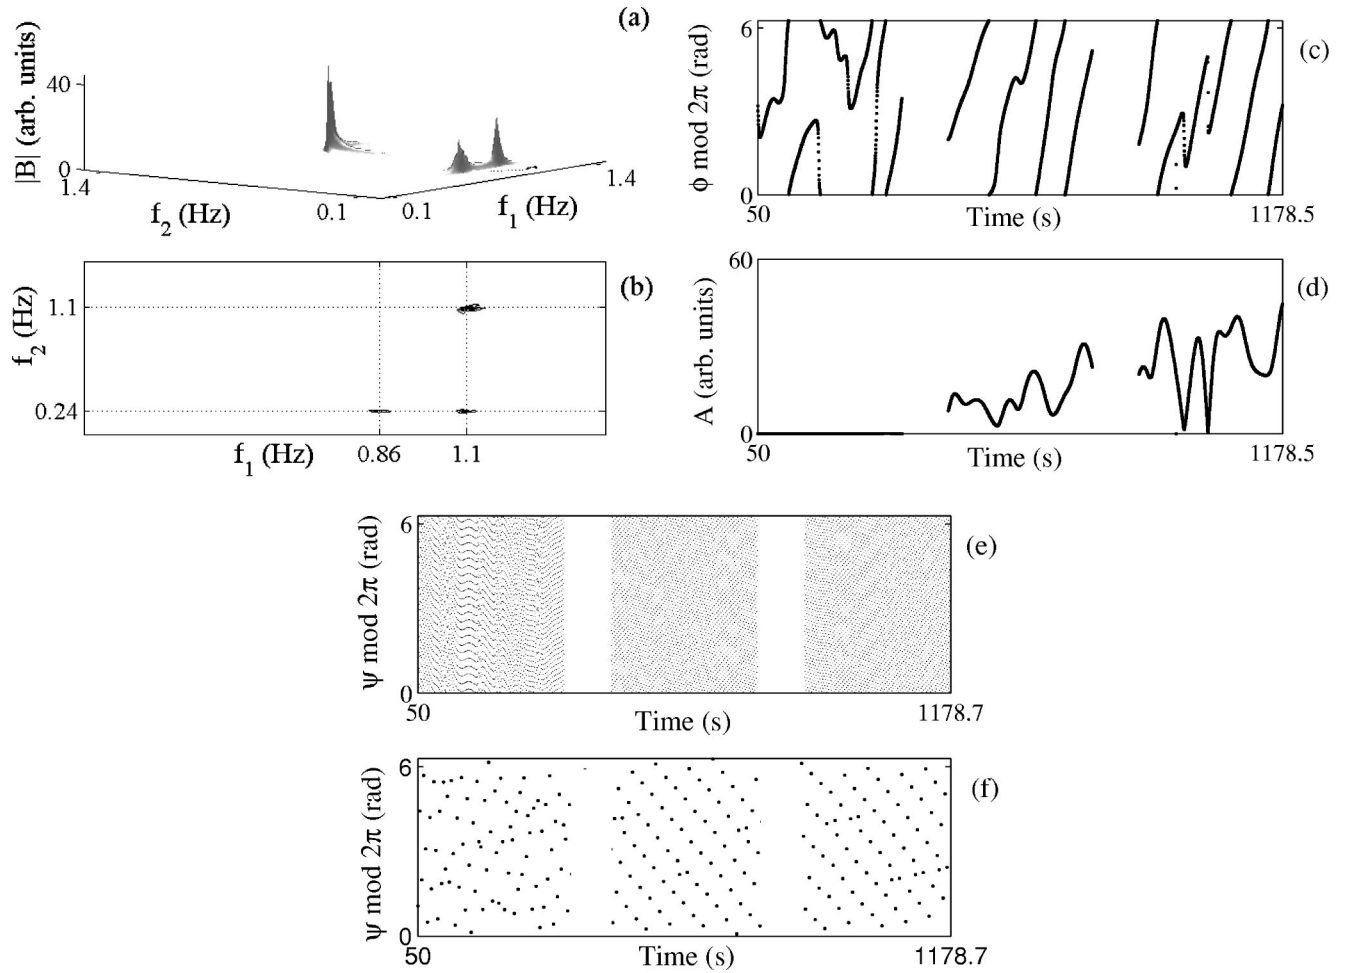 (a)
|B| (arb. units)
40
0
1.4
f2 (Hz)
0.1
0.1
f1 (Hz)
1.4
(b)
f2 (Hz)
1.1
0.24
f1 (Hz)
0.86
1.1
(c)
ϕ mod 2π (rad)
6
0
50
Time (s)
1178.5
(d)
A (arb. units)
60
0
50
Time (s)
1178.5
(e)
ψ mod 2π (rad)
6
0
50
Time (s)
1178.7
(f)
ψ mod 2π (rad)
6
0
50
Time (s)
1178.7